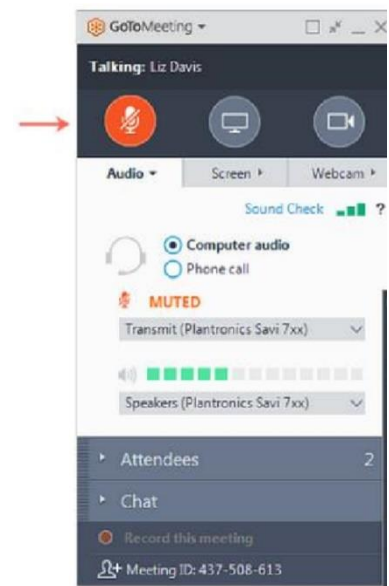 GoToMeeting
Talking: Liz Davis
Audio Screen Webcam
Sound Check ?
Computer audio
Phone call
MUTED
Transmit (Plantronics Savi 7xx)
Speakers (Plantronics Savi 7xx)
Attendees 2
Chat
Record this meeting
Meeting ID: 437-508-613